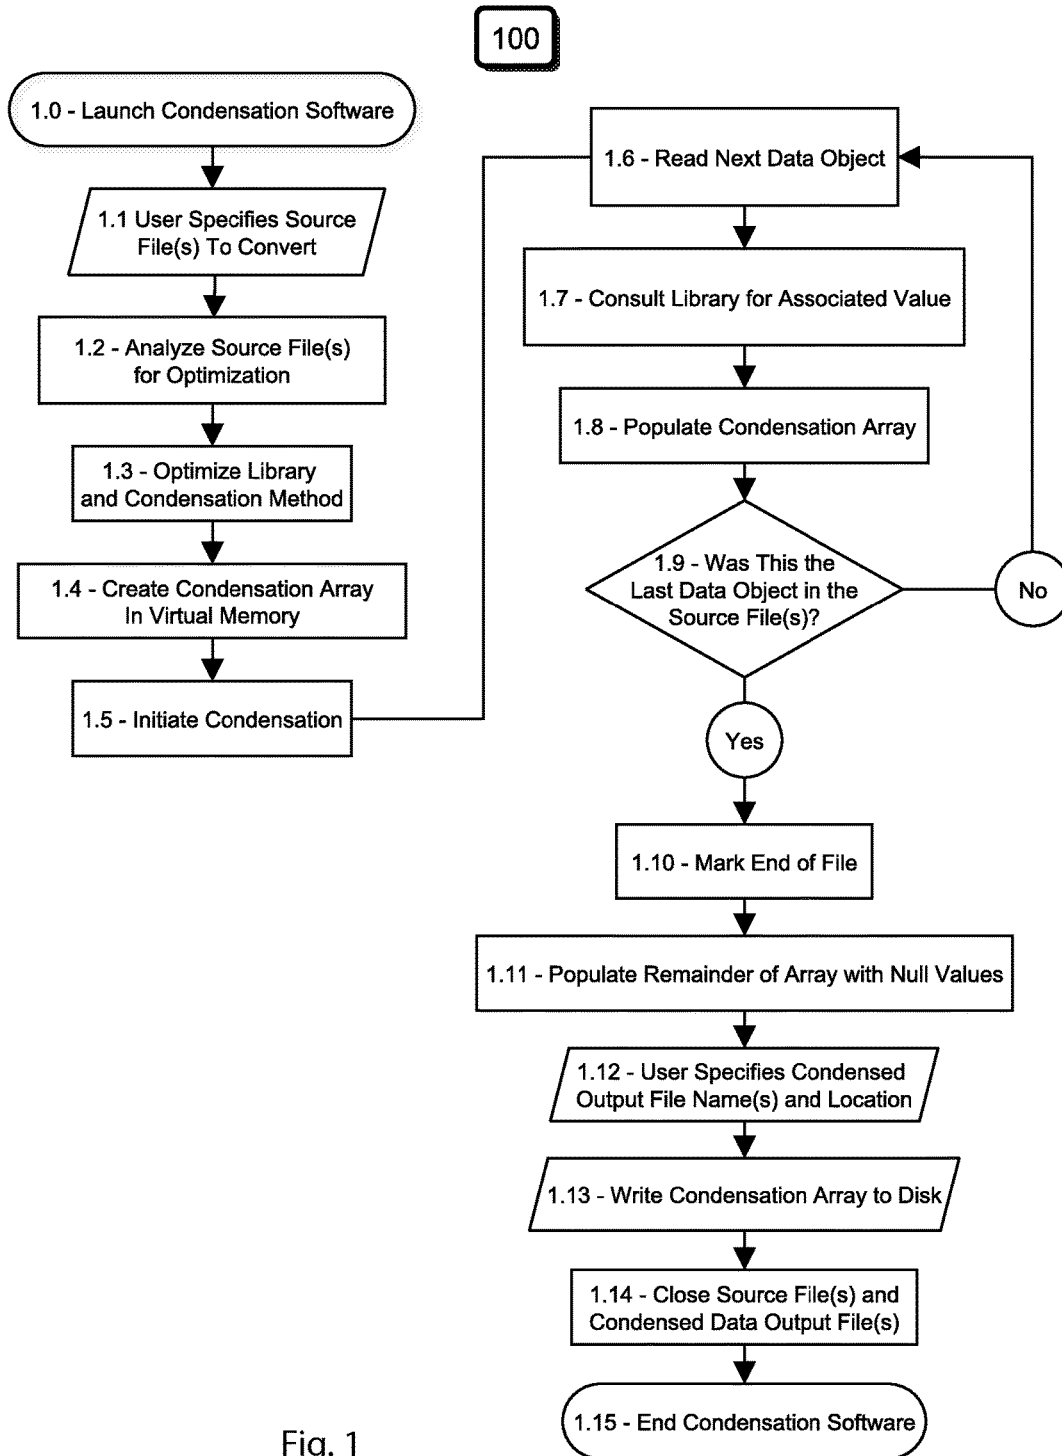 100
1.0 - Launch Condensation Software
1.1 User Specifies Source
File(s) To Convert
1.2 - Analyze Source File(s)
for Optimization
1.3 - Optimize Library
and Condensation Method
1.4 - Create Condensation Array
In Virtual Memory
1.5 - Initiate Condensation
1.6 - Read Next Data Object
1.7 - Consult Library for Associated Value
1.8 - Populate Condensation Array
1.9 - Was This the
Last Data Object in the
Source File(s)?
No
Yes
1.10 - Mark End of File
1.11 - Populate Remainder of Array with Null Values
1.12 - User Specifies Condensed
Output File Name(s) and Location
1.13 - Write Condensation Array to Disk
1.14 - Close Source File(s) and
Condensed Data Output File(s)
1.15 - End Condensation Software
Fig. 1